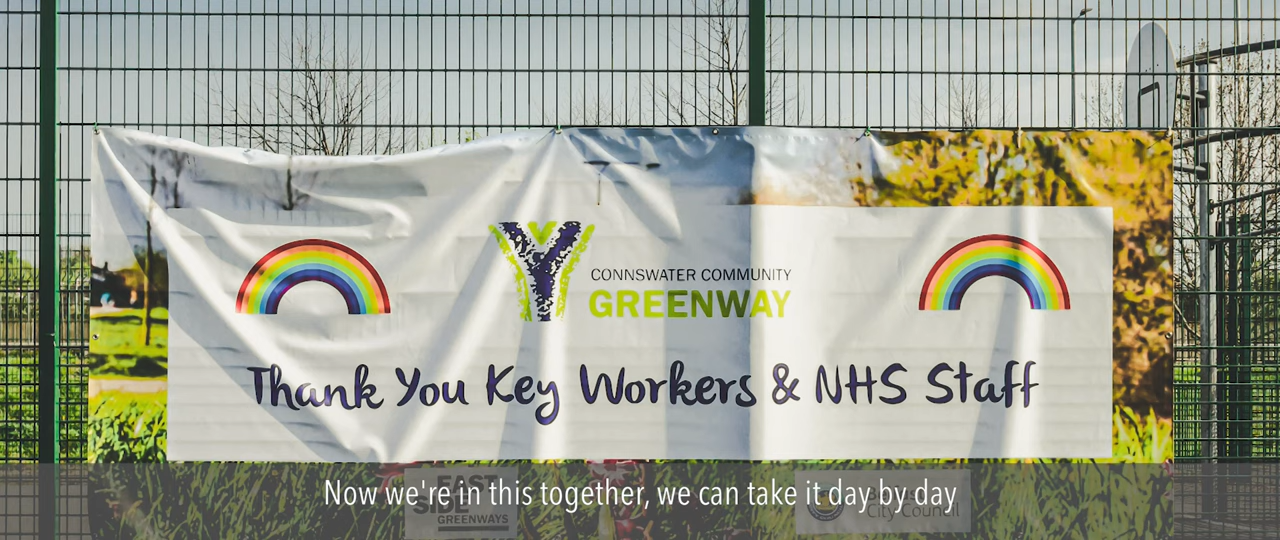 CONNSWATER COMMUNITY
GREENWAY
Thank You Key Workers & NHS Staff
Now we're in this together, we can take it day by day
EAST
SIDE
GREENWAYS
City Council